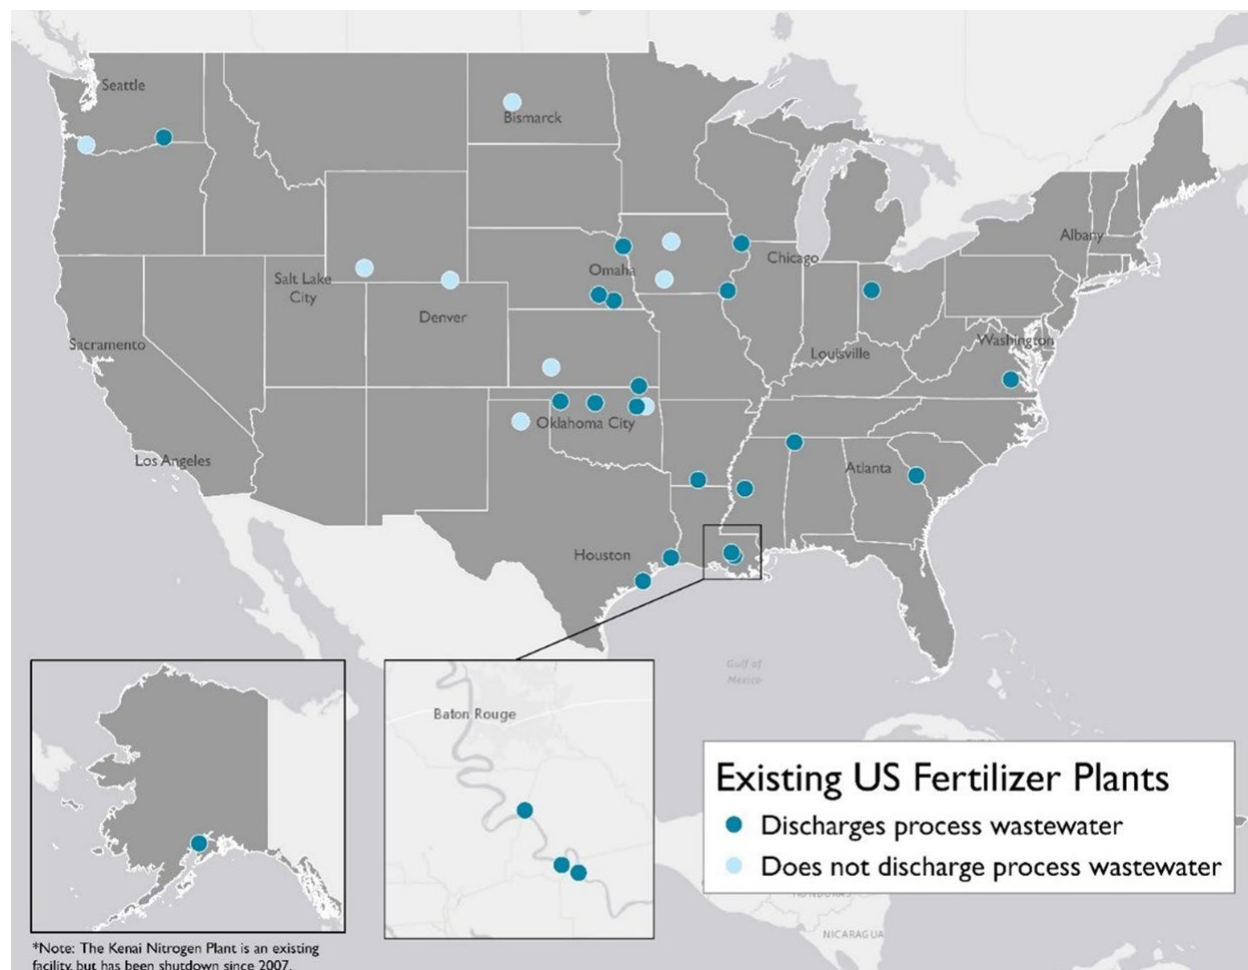 Seattle
Bismarck
Albany
Chicago
Omaha
Salt Lake
City
Denver
Sacramento
Washington
Louisville
Oklahoma City
Los Angeles
Atlanta
Houston
Gulf of
Mexico
Baton Rouge
Existing US Fertilizer Plants
Discharges process wastewater
Does not discharge process wastewater
HONDURAS
NICARAGUA
*Note: The Kenai Nitrogen Plant is an existing
facility, but has been shutdown since 2007.